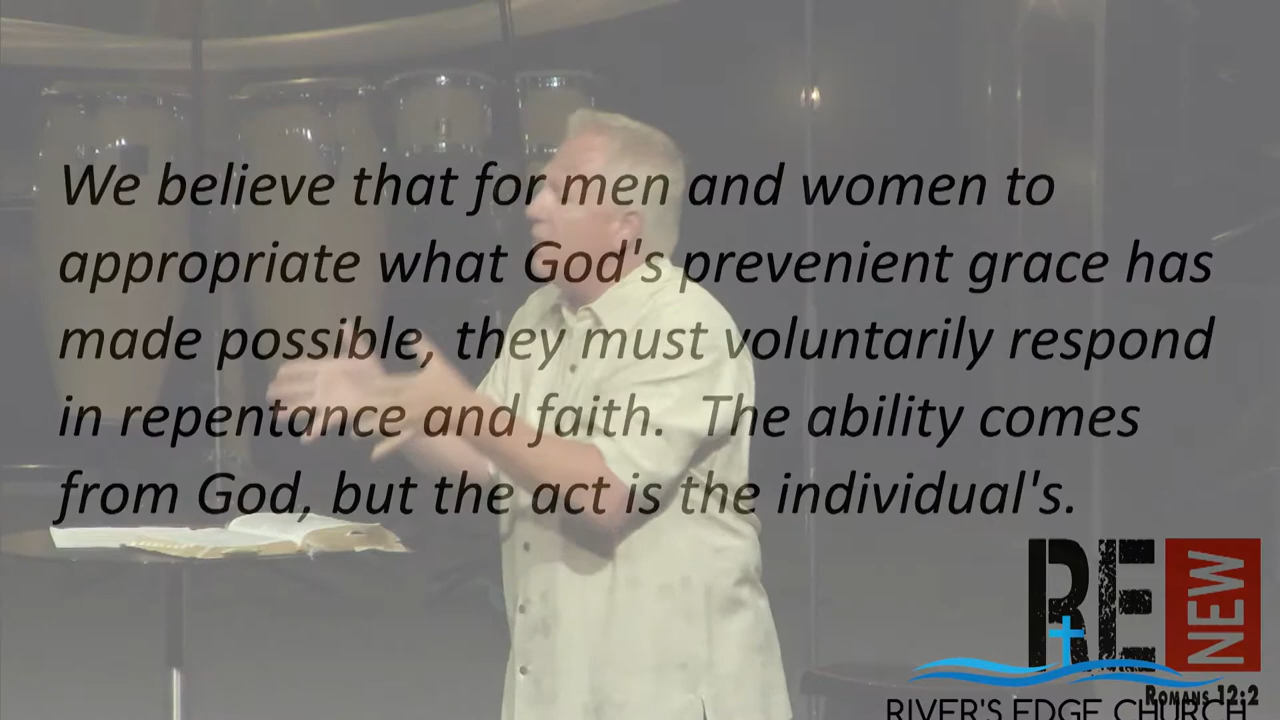 We believe that for men and women to
appropriate what God's prevenient grace has
made possible, they must voluntarily respond
in repentance and faith.  The ability comes
from God, but the act is the individual's.
RE NEW
Romans 12:2
RIVER'S EDGE CHURCH